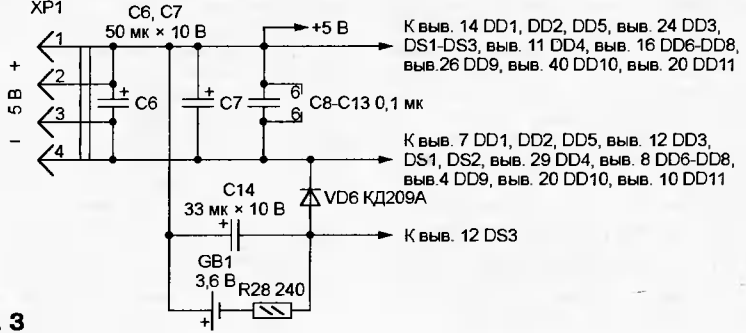 XP1
C6, C7
50 мк × 10 В
+5 В
К выв. 14 DD1, DD2, DD5, выв. 24 DD3,
DS1-DS3, выв. 11 DD4, выв. 16 DD6-DD8,
выв.26 DD9, выв. 40 DD10, выв. 20 DD11
1
2
3
4
+
5 В
–
+
C6
+
C7
6
6
C8-C13 0,1 мк
К выв. 7 DD1, DD2, DD5, выв. 12 DD3,
DS1, DS2, выв. 29 DD4, выв. 8 DD6-DD8,
выв.4 DD9, выв. 20 DD10, выв. 10 DD11
C14
33 мк × 10 В
+
VD6 КД209А
К выв. 12 DS3
GB1
3,6 В
R28 240
+
. 3